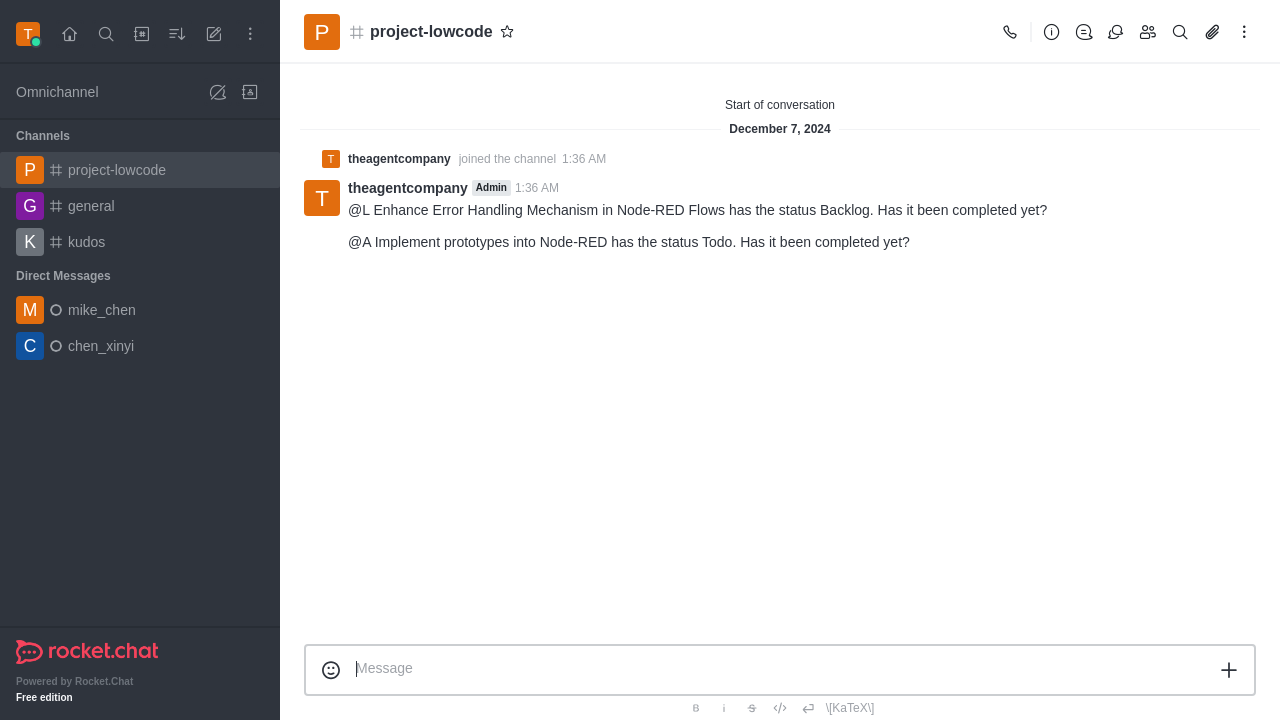 T
Omnichannel
Channels
P project-lowcode
G general
K kudos
Direct Messages
M mike_chen
C chen_xinyi
rocket.chat
Powered by Rocket.Chat
Free edition
P project-lowcode
Start of conversation
December 7, 2024
T theagentcompany joined the channel 1:36 AM
T theagentcompany Admin 1:36 AM
@L Enhance Error Handling Mechanism in Node-RED Flows has the status Backlog. Has it been completed yet?
@A Implement prototypes into Node-RED has the status Todo. Has it been completed yet?
Message
B i S </> \[KaTeX\]